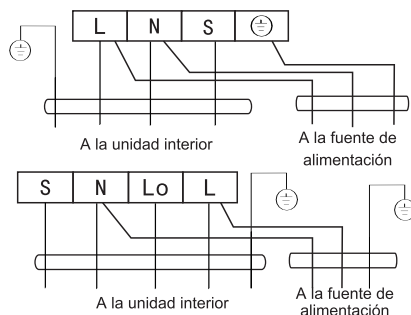 L N S
A la unidad interior
A la fuente de
alimentación
S N Lo L
A la unidad interior
A la fuente de
alimentación